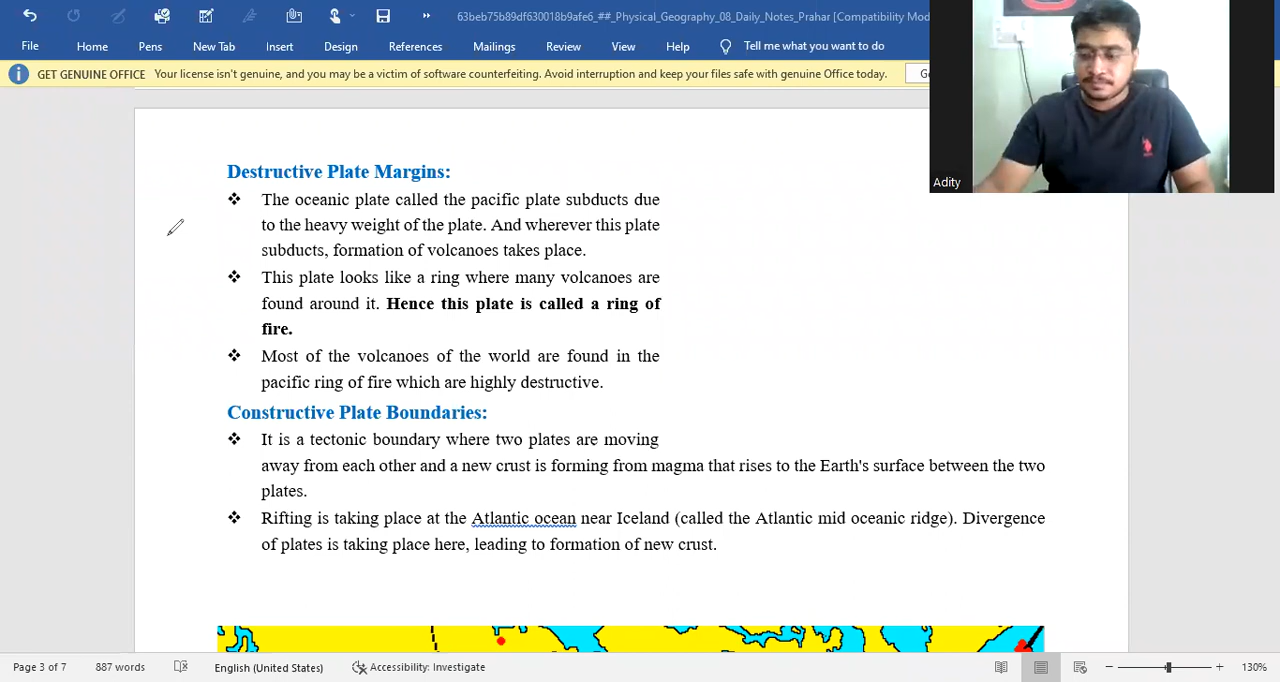 63beb75b89df630018b9afe6_##_Physical_Geography_08_Daily_Notes_Prahar [Compatibility Mod
File Home Pens New Tab Insert Draw Design References Mailings Review View Help Tell me what you want to do
GET GENUINE OFFICE Your license isn't genuine, and you may be a victim of software counterfeiting. Avoid interruption and keep your files safe with genuine Office today.
Adity
Destructive Plate Margins:
❖ The oceanic plate called the pacific plate subducts due
to the heavy weight of the plate. And wherever this plate
subducts, formation of volcanoes takes place.
❖ This plate looks like a ring where many volcanoes are
found around it. Hence this plate is called a ring of
fire.
❖ Most of the volcanoes of the world are found in the
pacific ring of fire which are highly destructive.
Constructive Plate Boundaries:
❖ It is a tectonic boundary where two plates are moving
away from each other and a new crust is forming from magma that rises to the Earth's surface between the two
plates.
❖ Rifting is taking place at the Atlantic ocean near Iceland (called the Atlantic mid oceanic ridge). Divergence
of plates is taking place here, leading to formation of new crust.
Page 3 of 7 887 words English (United States) Accessibility: Investigate 130%